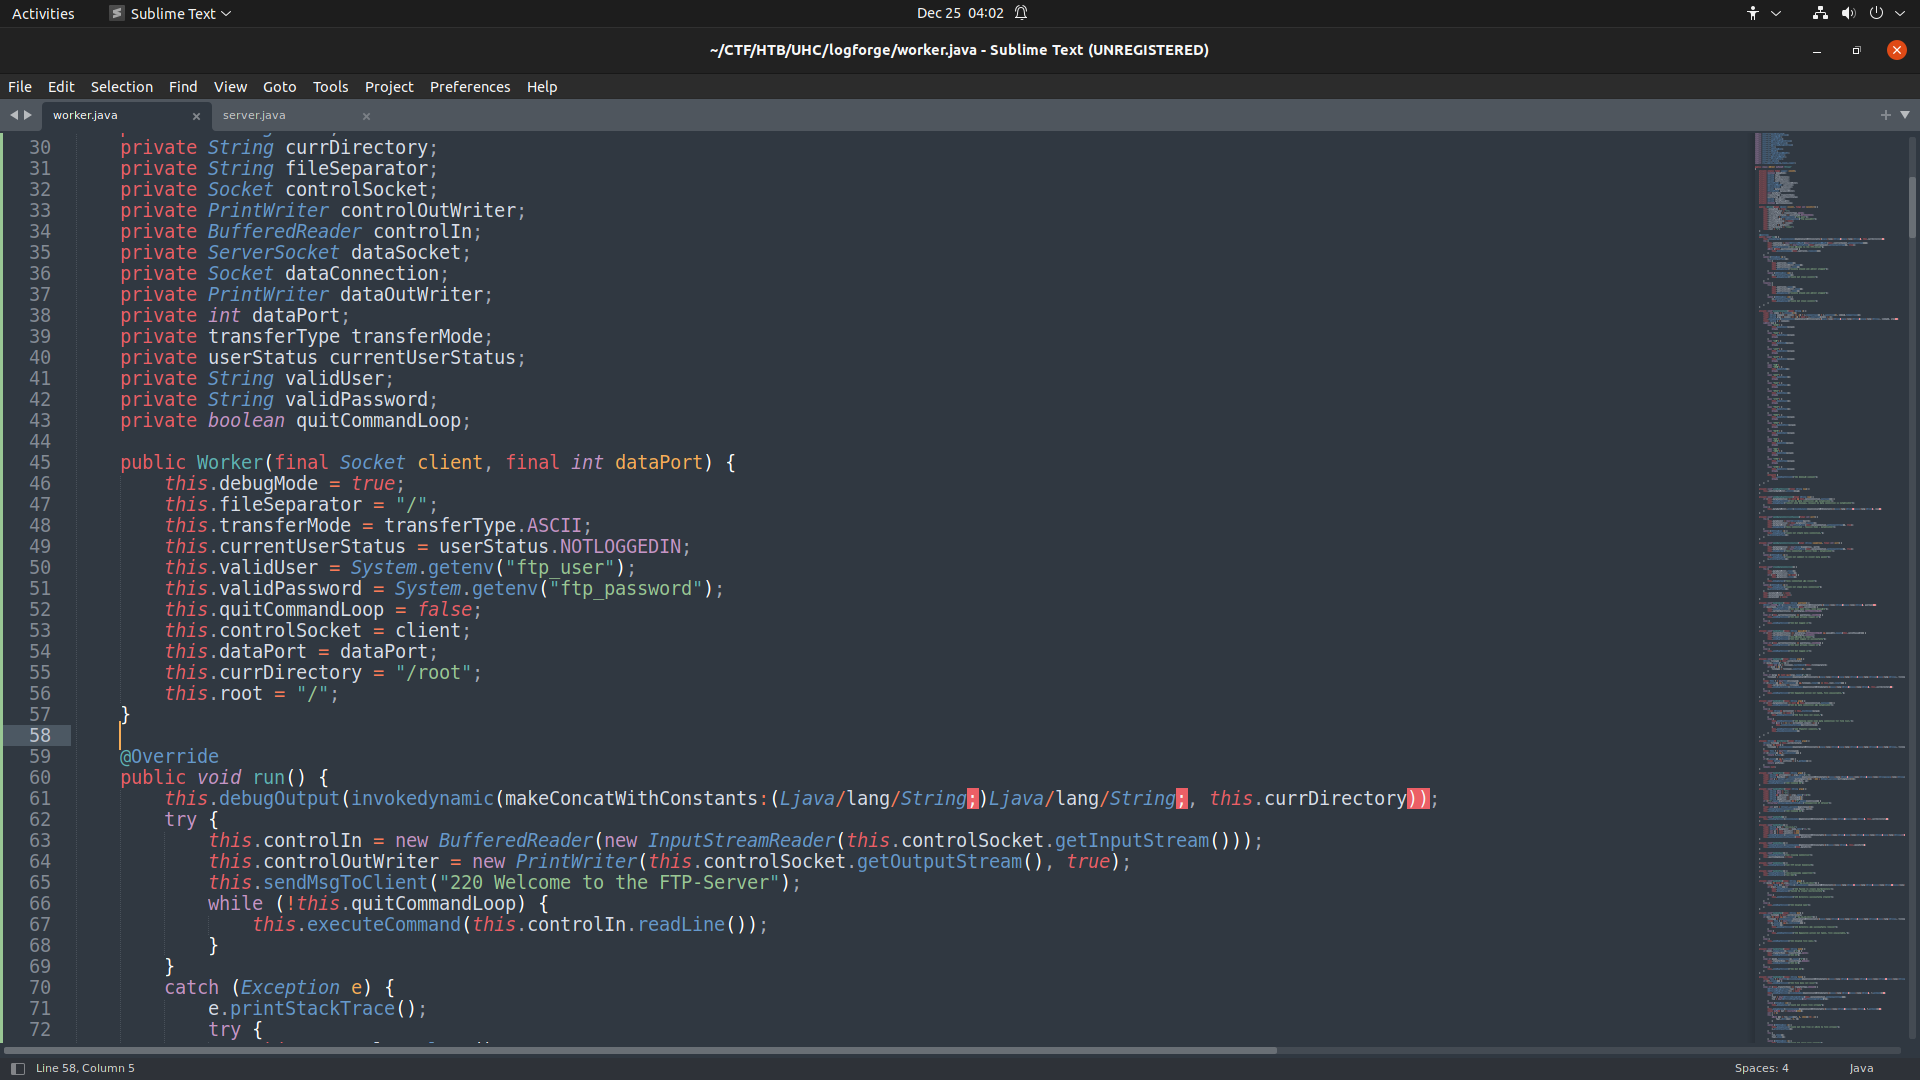 Activities Sublime Text Dec 25 04:02
~/CTF/HTB/UHC/logforge/worker.java - Sublime Text (UNREGISTERED)
File Edit Selection Find View Goto Tools Project Preferences Help
worker.java × server.java ×
30 private String currDirectory;
31 private String fileSeparator;
32 private Socket controlSocket;
33 private PrintWriter controlOutWriter;
34 private BufferedReader controlIn;
35 private ServerSocket dataSocket;
36 private Socket dataConnection;
37 private PrintWriter dataOutWriter;
38 private int dataPort;
39 private transferType transferMode;
40 private userStatus currentUserStatus;
41 private String validUser;
42 private String validPassword;
43 private boolean quitCommandLoop;
44
45 public Worker(final Socket client, final int dataPort) {
46 this.debugMode = true;
47 this.fileSeparator = "/";
48 this.transferMode = transferType.ASCII;
49 this.currentUserStatus = userStatus.NOTLOGGEDIN;
50 this.validUser = System.getenv("ftp_user");
51 this.validPassword = System.getenv("ftp_password");
52 this.quitCommandLoop = false;
53 this.controlSocket = client;
54 this.dataPort = dataPort;
55 this.currDirectory = "/root";
56 this.root = "/";
57 }
58
59 @Override
60 public void run() {
61 this.debugOutput(invokedynamic(makeConcatWithConstants:(Ljava/lang/String;)Ljava/lang/String;, this.currDirectory));
62 try {
63 this.controlIn = new BufferedReader(new InputStreamReader(this.controlSocket.getInputStream()));
64 this.controlOutWriter = new PrintWriter(this.controlSocket.getOutputStream(), true);
65 this.sendMsgToClient("220 Welcome to the FTP-Server");
66 while (!this.quitCommandLoop) {
67 this.executeCommand(this.controlIn.readLine());
68 }
69 }
70 catch (Exception e) {
71 e.printStackTrace();
72 try {
Line 58, Column 5 Spaces: 4 Java